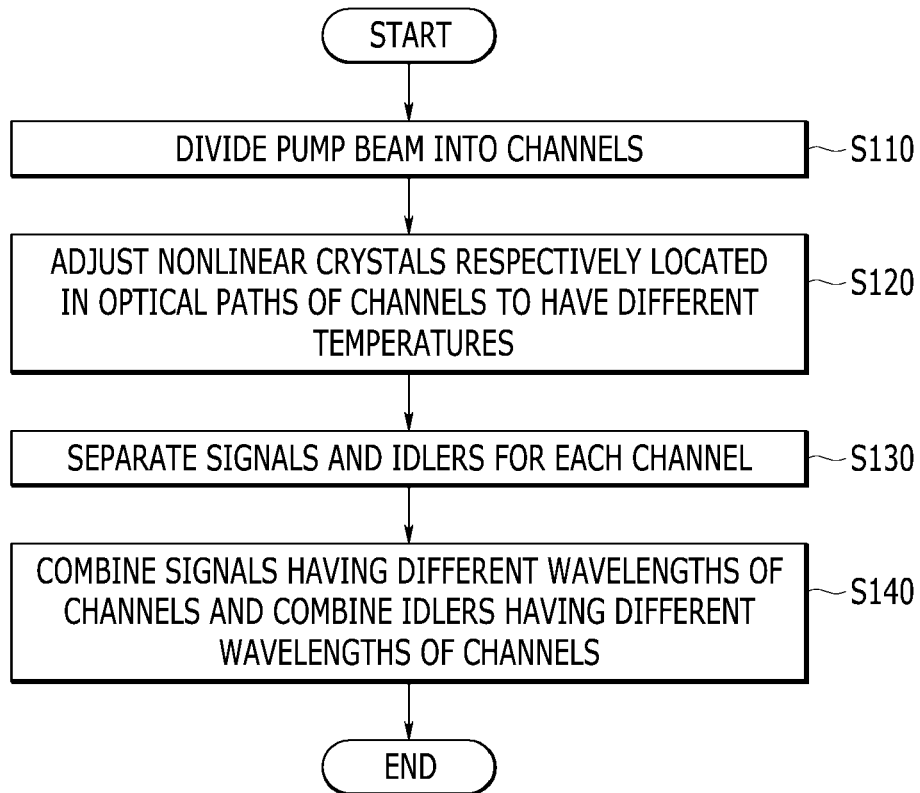 START
DIVIDE PUMP BEAM INTO CHANNELS
S110
ADJUST NONLINEAR CRYSTALS RESPECTIVELY LOCATED
IN OPTICAL PATHS OF CHANNELS TO HAVE DIFFERENT
TEMPERATURES
S120
SEPARATE SIGNALS AND IDLERS FOR EACH CHANNEL
S130
COMBINE SIGNALS HAVING DIFFERENT WAVELENGTHS OF
CHANNELS AND COMBINE IDLERS HAVING DIFFERENT
WAVELENGTHS OF CHANNELS
S140
END